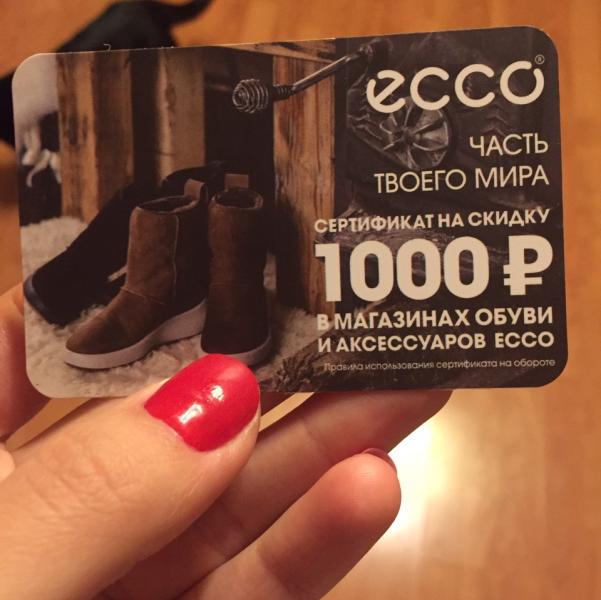 ecco®
ЧАСТЬ
ТВОЕГО МИРА
СЕРТИФИКАТ НА СКИДКУ
1000 ₽
В МАГАЗИНАХ ОБУВИ
И АКСЕССУАРОВ ECCO
Правила использования сертификата на обороте